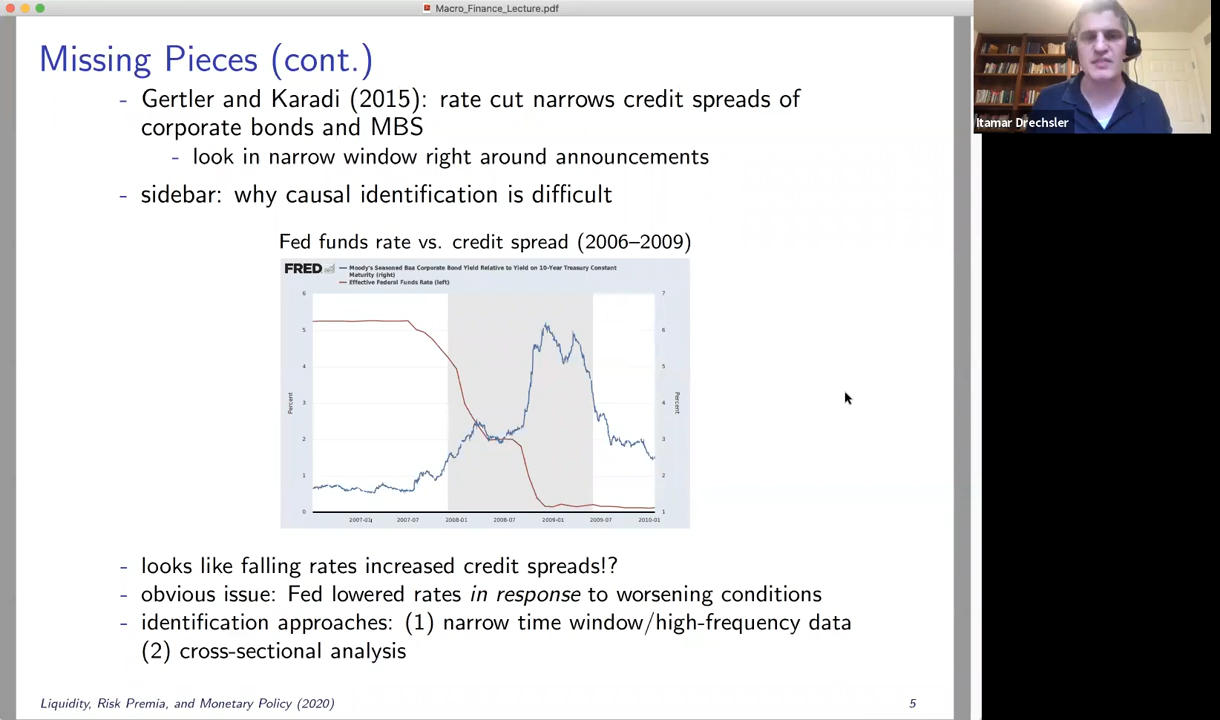 Macro_Finance_Lecture.pdf
Missing Pieces (cont.)
- Gertler and Karadi (2015): rate cut narrows credit spreads of
corporate bonds and MBS
- look in narrow window right around announcements
- sidebar: why causal identification is difficult
Fed funds rate vs. credit spread (2006–2009)
FRED
Moody's Seasoned Baa Corporate Bond Yield Relative to Yield on 10-Year Treasury Constant
Maturity (right)
Effective Federal Funds Rate (left)
6 7
5 6
4 5
3 4
2 3
1 2
0 1
Percent Percent
2007-01 2007-07 2008-01 2008-07 2009-01 2009-07 2010-01
- looks like falling rates increased credit spreads!?
- obvious issue: Fed lowered rates in response to worsening conditions
- identification approaches: (1) narrow time window/high-frequency data
(2) cross-sectional analysis
Liquidity, Risk Premia, and Monetary Policy (2020) 5
Itamar Drechsler